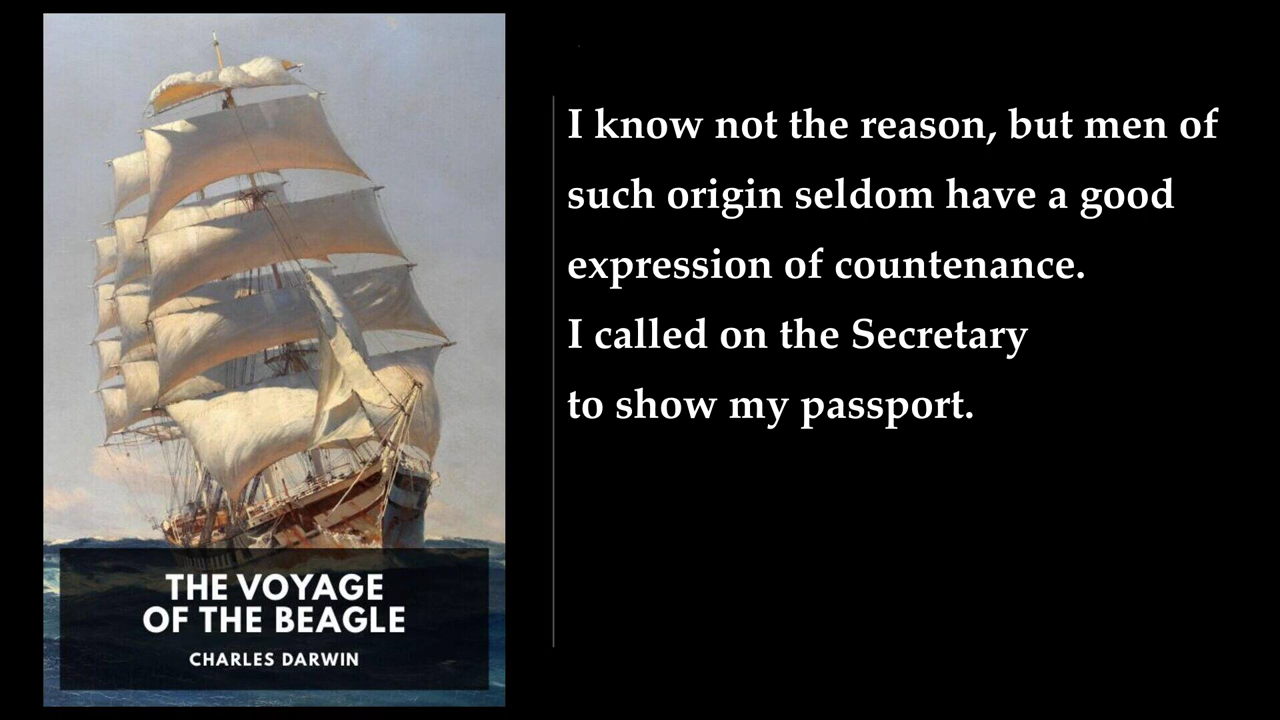 I know not the reason, but men of
such origin seldom have a good
expression of countenance.
I called on the Secretary
to show my passport.
THE VOYAGE
OF THE BEAGLE
CHARLES DARWIN